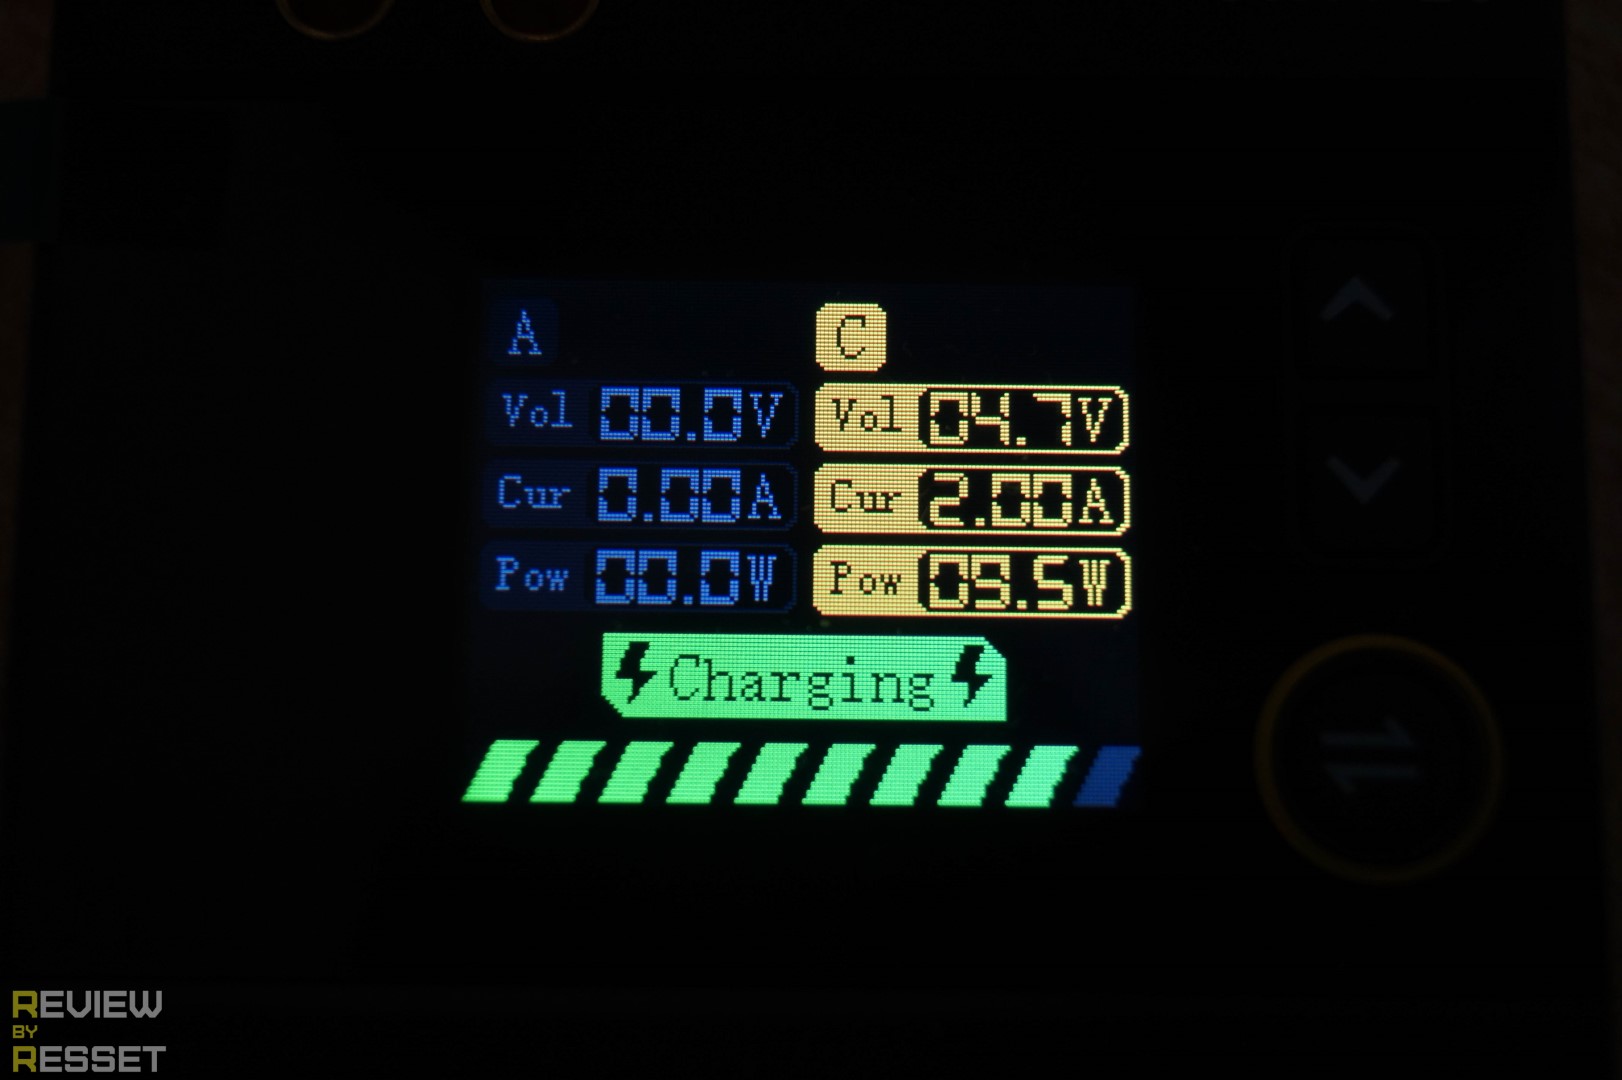 A
C
Vol 00.0V
Vol 04.7V
Cur 0.00A
Cur 2.00A
Pow 00.0W
Pow 09.5W
Charging
REVIEW
BY
RESSET